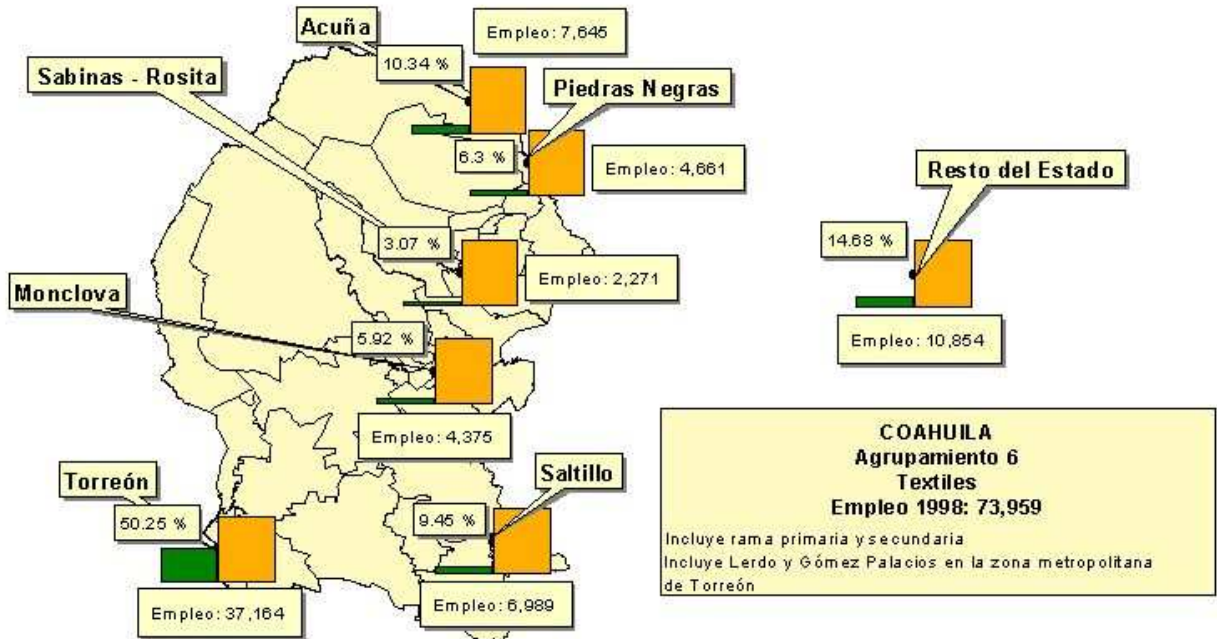 Acuña
Empleo: 7,645
10.34 %
Sabinas - Rosita
Piedras Negras
6.3 %
Empleo: 4,661
Resto del Estado
14.68 %
Empleo: 10,854
3.07 %
Empleo: 2,271
Monclova
5.92 %
Empleo: 4,375
Torreón
50.25 %
Empleo: 37,164
Saltillo
9.45 %
Empleo: 6,989
COAHUILA
Agrupamiento 6
Textiles
Empleo 1998: 73,959
Incluye rama primaria y secundaria
Incluye Lerdo y Gómez Palacios en la zona metropolitana
de Torreón